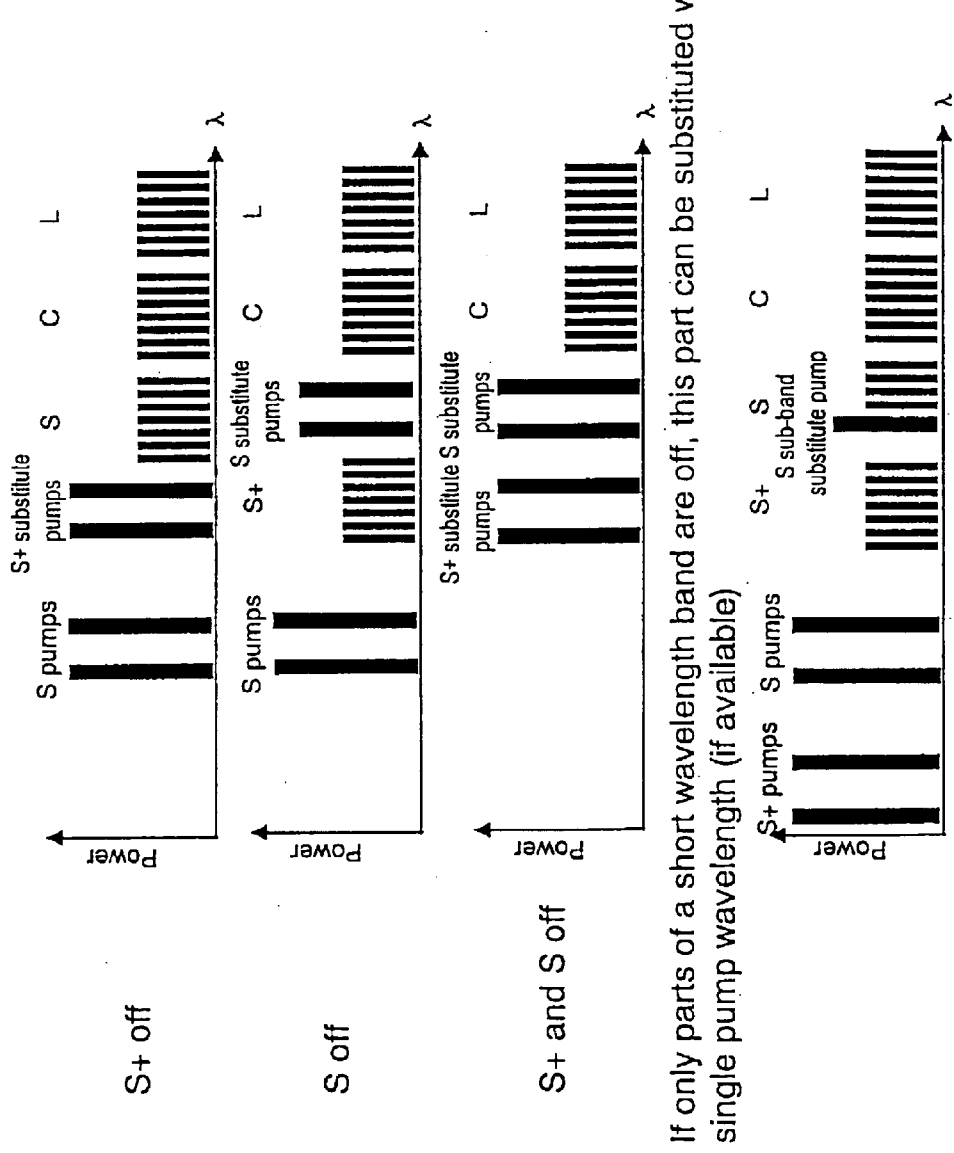 S+ off
Power
S pumps
S+ substitute
pumps
S
C
L
λ
S off
Power
S pumps
S+
S substitute
pumps
C
L
λ
S+ and S off
Power
S+ substitute S substitute
pumps pumps
C
L
λ
If only parts of a short wavelength band are off, this part can be substituted
single pump wavelength (if available)
Power
S+ pumps
S pumps
S+
S
S sub-band
substitute pump
C
L
λ